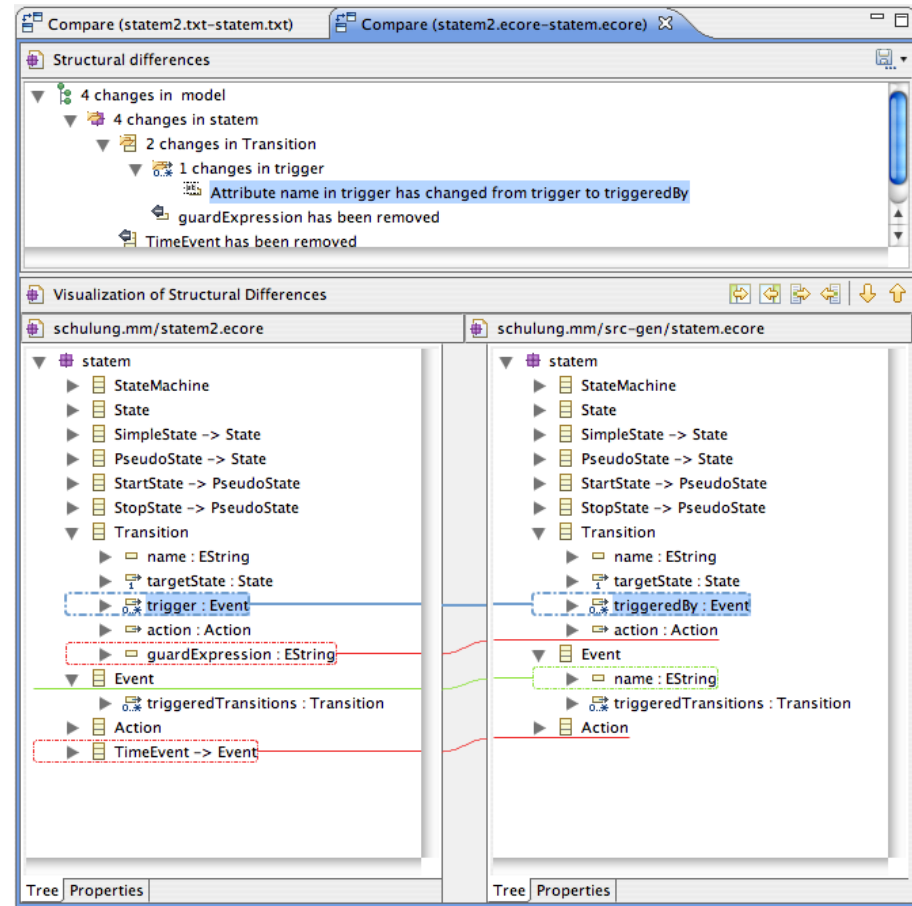 Compare (statem2.txt-statem.txt)
Compare (statem2.ecore-statem.ecore)
Structural differences
4 changes in model
4 changes in statem
2 changes in Transition
1 changes in trigger
Attribute name in trigger has changed from trigger to triggeredBy
guardExpression has been removed
TimeEvent has been removed
Visualization of Structural Differences
schulung.mm/statem2.ecore
statem
StateMachine
State
SimpleState -> State
PseudoState -> State
StartState -> PseudoState
StopState -> PseudoState
Transition
name : EString
1 targetState : State
0..* trigger : Event
action : Action
guardExpression : EString
Event
0..* triggeredTransitions : Transition
Action
TimeEvent -> Event
Tree Properties
schulung.mm/src-gen/statem.ecore
statem
StateMachine
State
SimpleState -> State
PseudoState -> State
StartState -> PseudoState
StopState -> PseudoState
Transition
name : EString
1 targetState : State
0..* triggeredBy : Event
action : Action
Event
name : EString
0..* triggeredTransitions : Transition
Action
Tree Properties